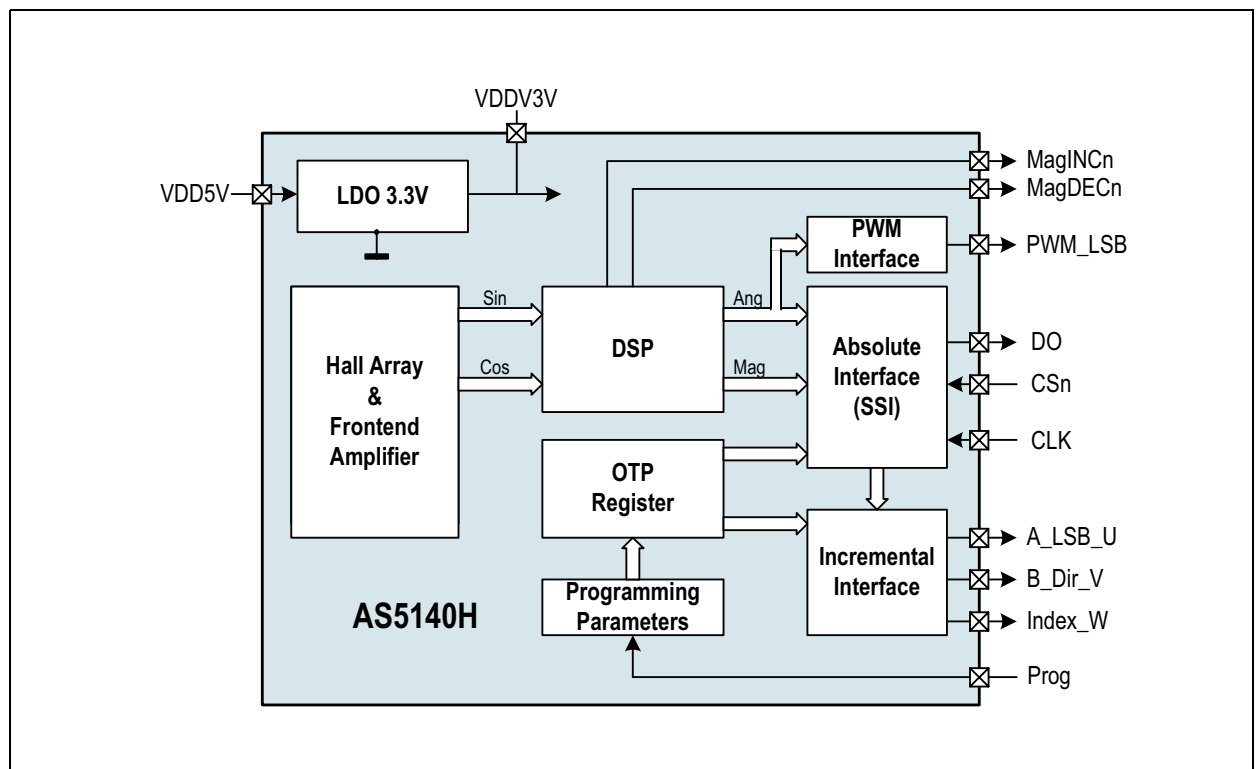 VDDV3V
VDD5V
LDO 3.3V
MagINCn
MagDECn
PWM
Interface
PWM_LSB
Hall Array
&
Frontend
Amplifier
Sin
Cos
DSP
Ang
Mag
Absolute
Interface
(SSI)
DO
CSn
CLK
OTP
Register
Programming
Parameters
Incremental
Interface
A_LSB_U
B_Dir_V
Index_W
Prog
AS5140H